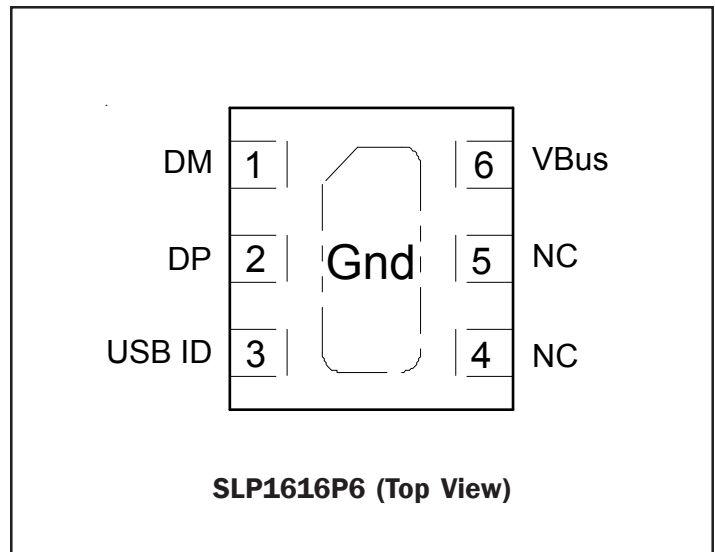 DM 1 6 VBus
DP 2 Gnd 5 NC
USB ID 3 4 NC
SLP1616P6 (Top View)